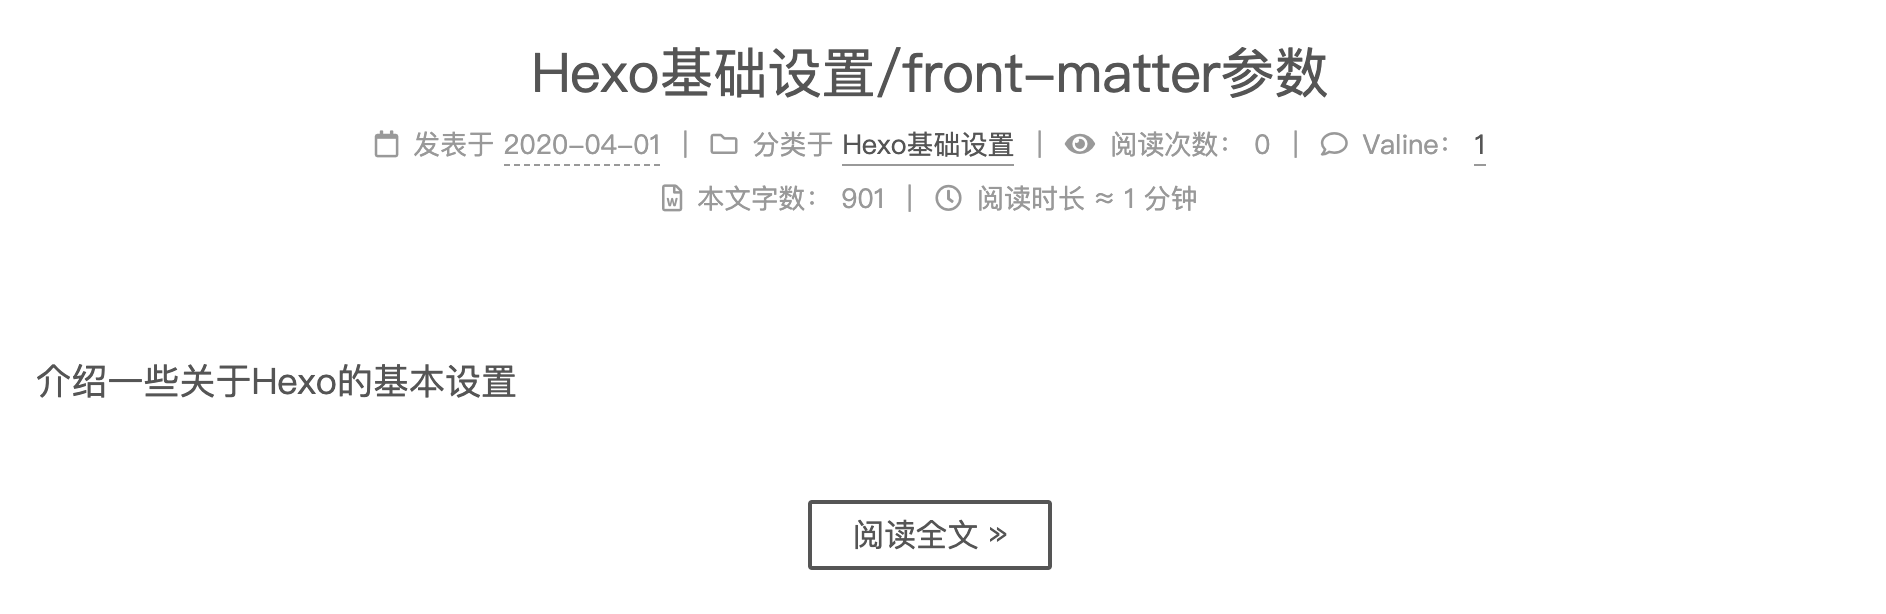 Hexo基础设置/front-matter参数
发表于 2020-04-01 | 分类于 Hexo基础设置 | 阅读次数： 0 | Valine： 1
本文字数： 901 | 阅读时长 ≈ 1 分钟
介绍一些关于Hexo的基本设置
阅读全文 »